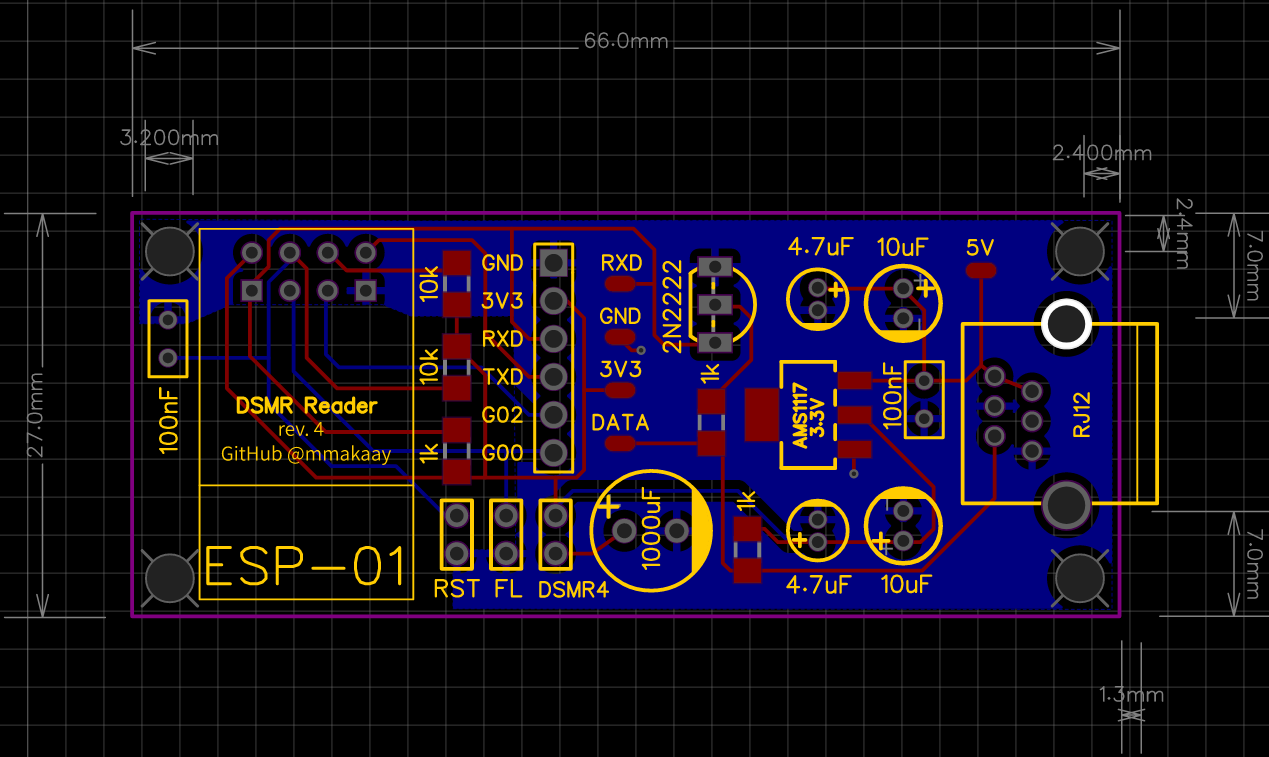 66.0mm
3.200mm
2.400mm
2.4mm
7.0mm
27.0mm
4.7uF
10uF
5V
GND
3V3
RXD
TXD
GO2
GO0
10k
10k
1k
RXD
GND
3V3
DATA
2N2222
1k
AMS1117
3.3V
100nF
RJ12
100nF
DSMR Reader
rev. 4
GitHub @mmakaay
ESP-01
RST
FL
DSMR4
1000uF
1k
4.7uF
10uF
7.0mm
1.3mm